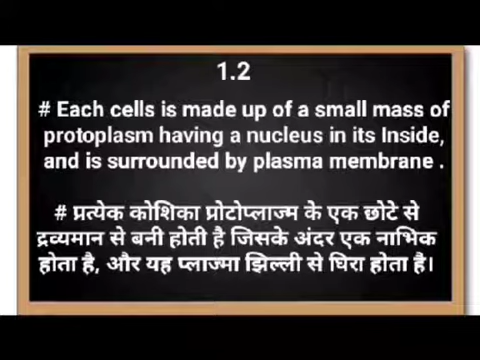 1.2
# Each cells is made up of a small mass of
protoplasm having a nucleus in its Inside,
and is surrounded by plasma membrane .
# प्रत्येक कोशिका प्रोटोप्लाज्म के एक छोटे से
द्रव्यमान से बनी होती है जिसके अंदर एक नाभिक
होता है, और यह प्लाज्मा झिल्ली से घिरा होता है।